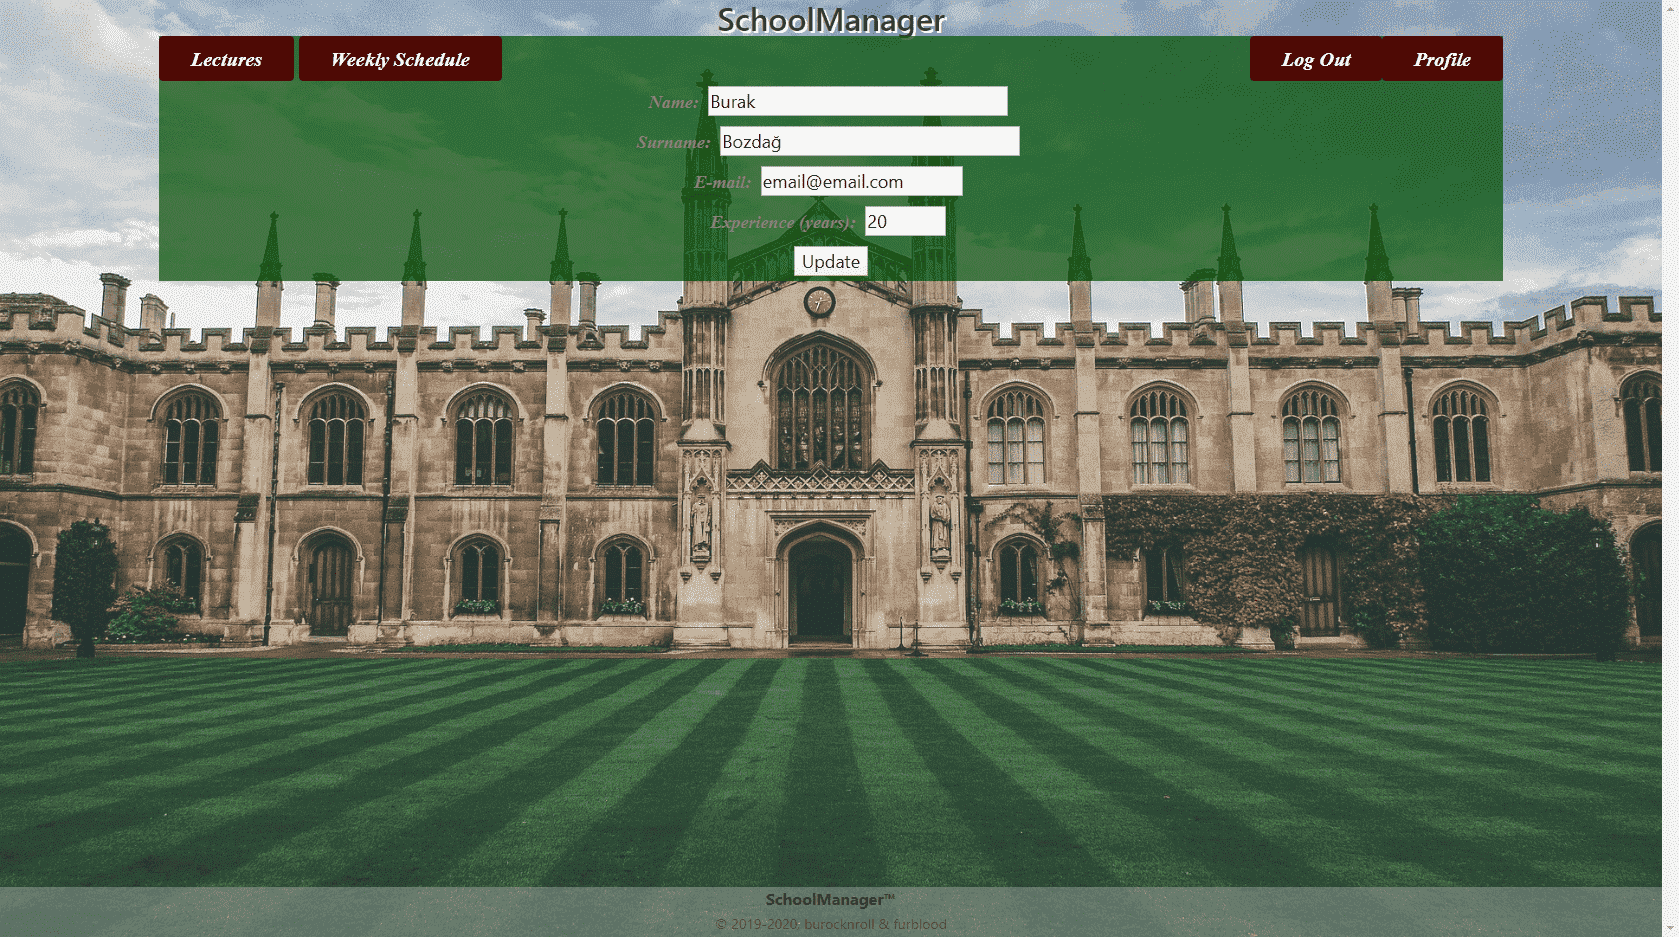 SchoolManager
Lectures Weekly Schedule Log Out Profile
Name: Burak
Surname: Bozdağ
E-mail: email@email.com
Experience (years): 20
Update
SchoolManager™
© 2019-2020, burocknroll & furblood